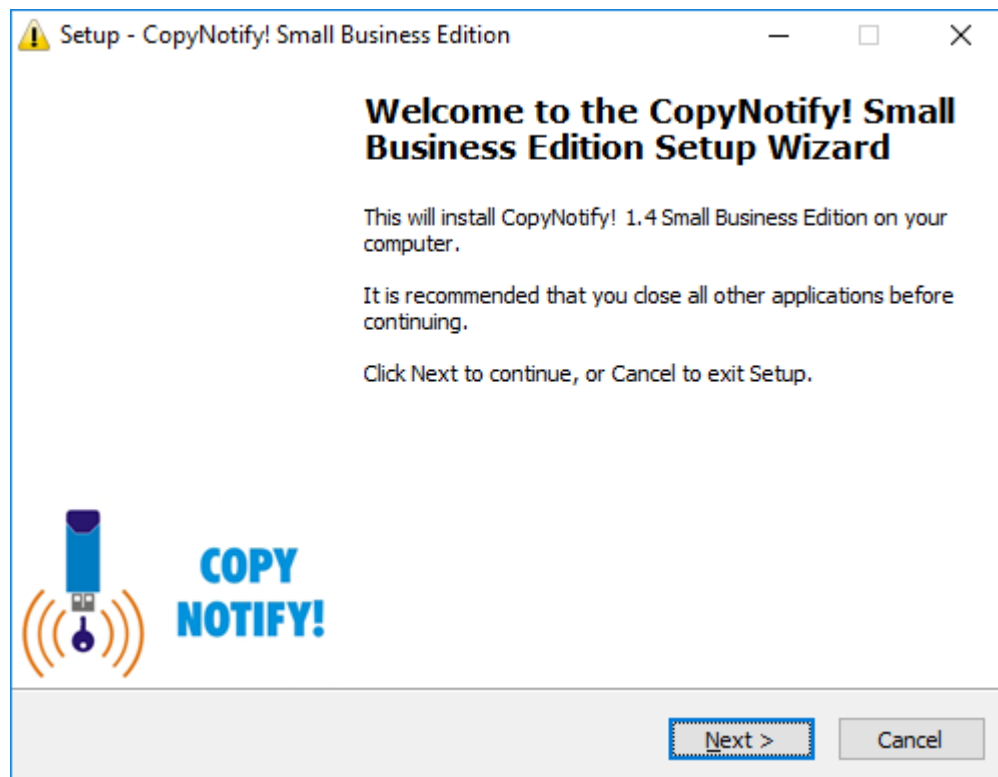 Setup - CopyNotify! Small Business Edition
Welcome to the CopyNotify! Small
Business Edition Setup Wizard
This will install CopyNotify! 1.4 Small Business Edition on your
computer.
It is recommended that you close all other applications before
continuing.
Click Next to continue, or Cancel to exit Setup.
COPY
NOTIFY!
Next >
Cancel